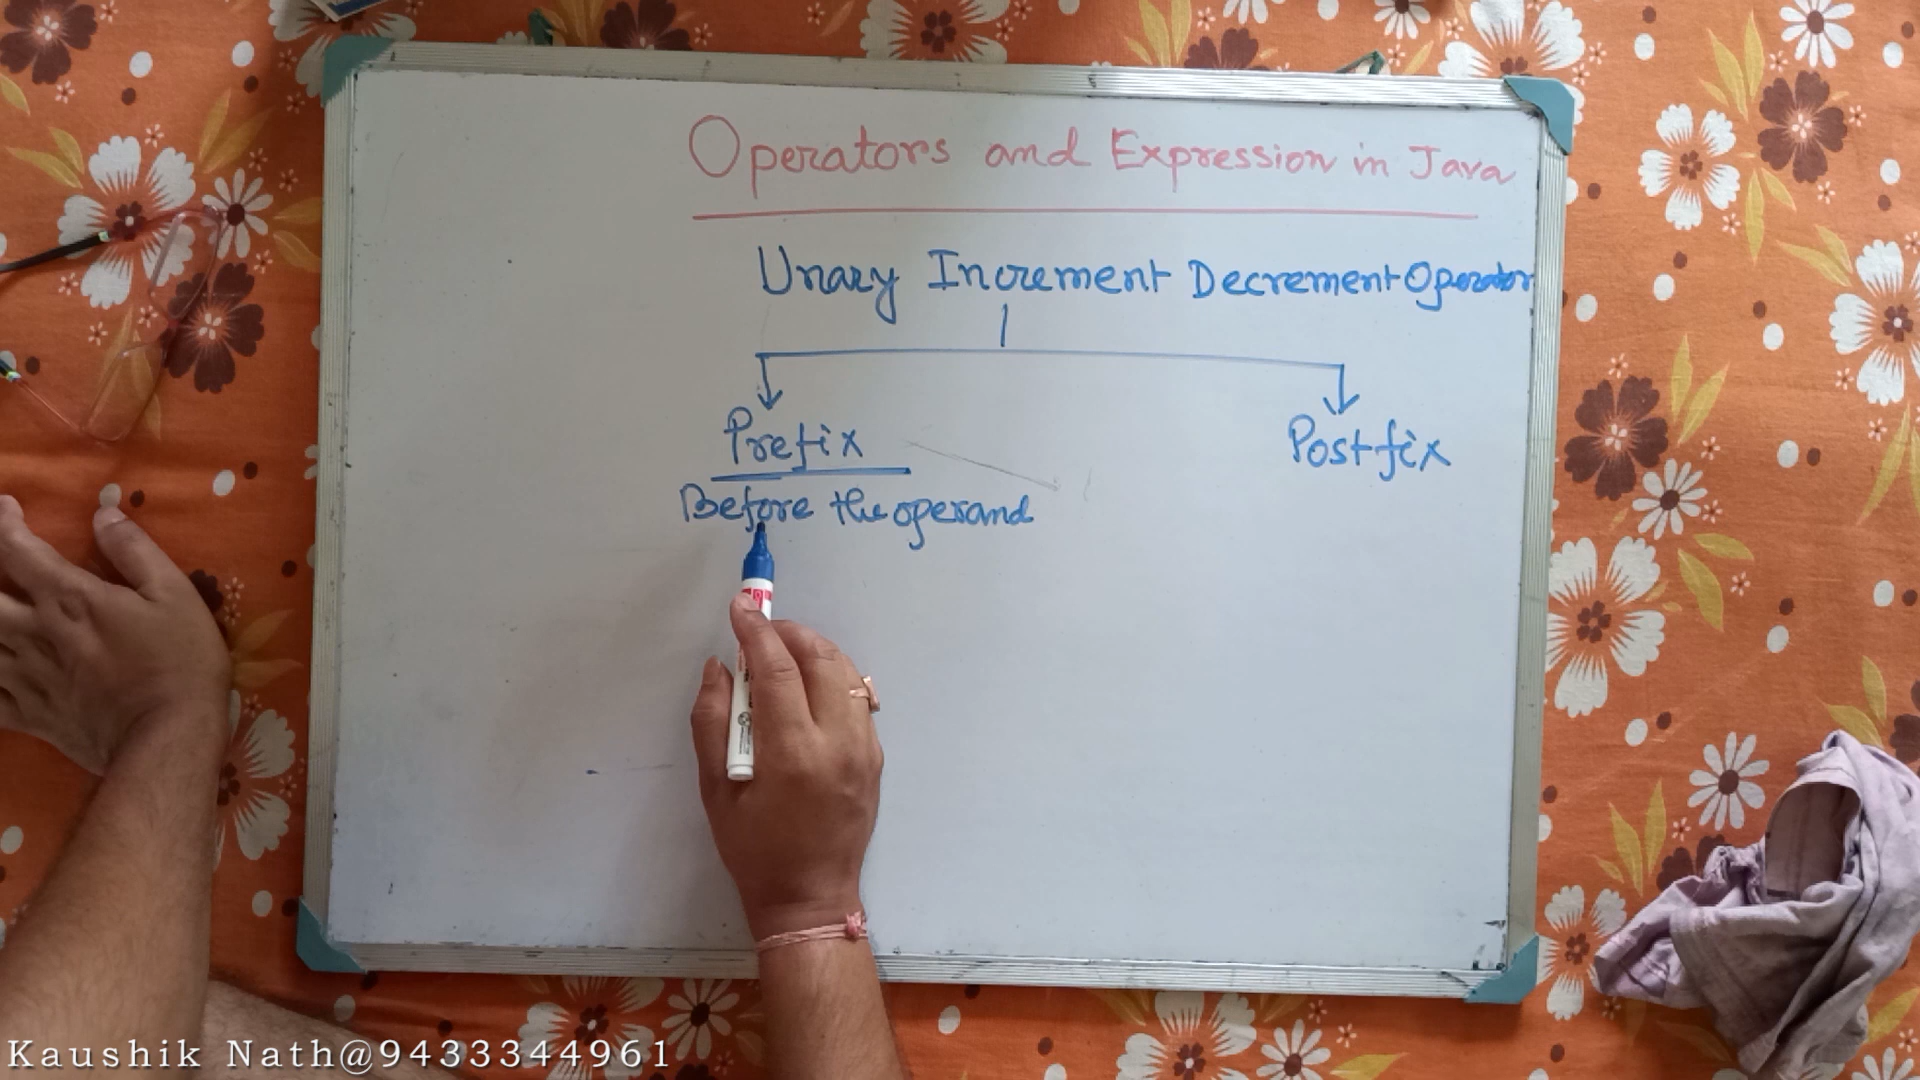 Operators and Expression in Java
Unary Increment Decrement Operator
Prefix
Postfix
Before the operand
Kaushik Nath@9433344961